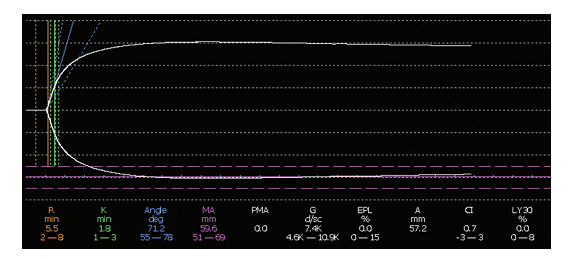 R K Angle MA PMA G EPL A CI LY30
min min deg mm d/sc % mm %
5.5 1.8 71.2 59.6 0.0 7.4K 0.0 57.2 0.7 0.0
2 — 8 1 — 3 55 — 78 51 — 69 4.6K — 10.9K 0 — 15 -3 — 3 0 — 8